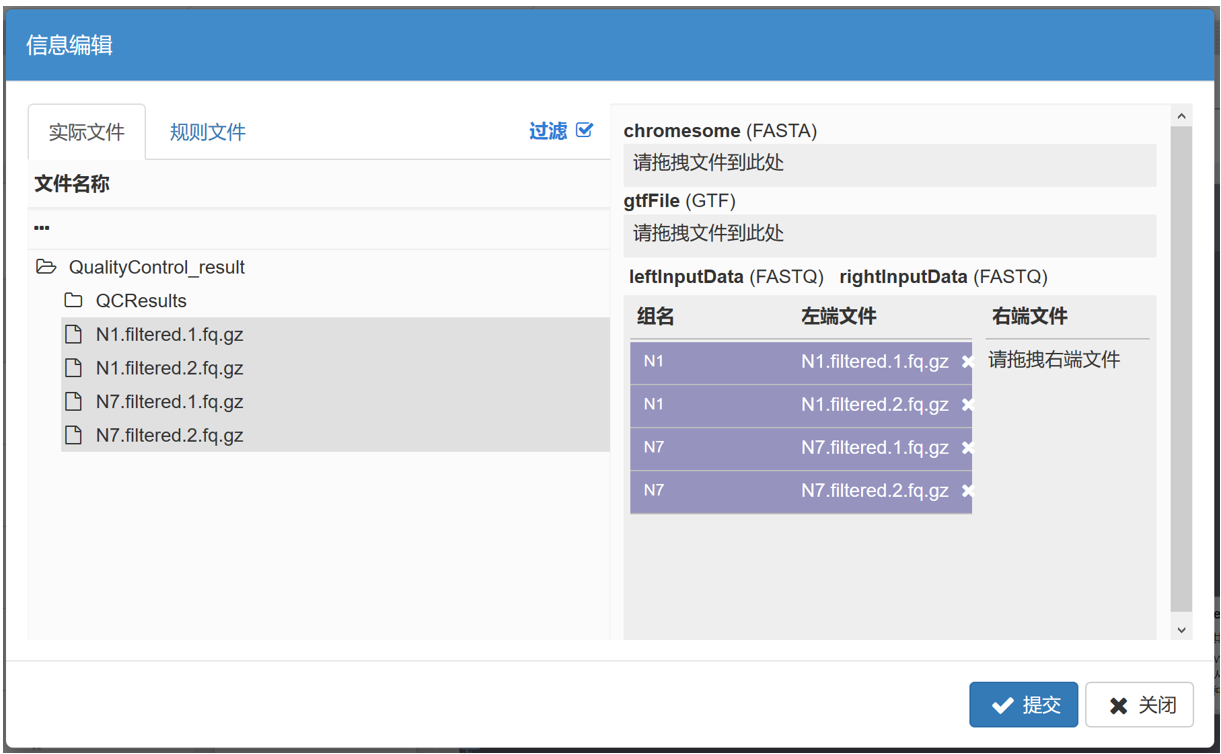 信息编辑
实际文件 规则文件 过滤
文件名称
...
QualityControl_result
QCResults
N1.filtered.1.fq.gz
N1.filtered.2.fq.gz
N7.filtered.1.fq.gz
N7.filtered.2.fq.gz
chromesome (FASTA)
请拖拽文件到此处
gtfFile (GTF)
请拖拽文件到此处
leftInputData (FASTQ) rightInputData (FASTQ)
组名 左端文件 右端文件
N1 N1.filtered.1.fq.gz 请拖拽右端文件
N1 N1.filtered.2.fq.gz
N7 N7.filtered.1.fq.gz
N7 N7.filtered.2.fq.gz
提交 关闭